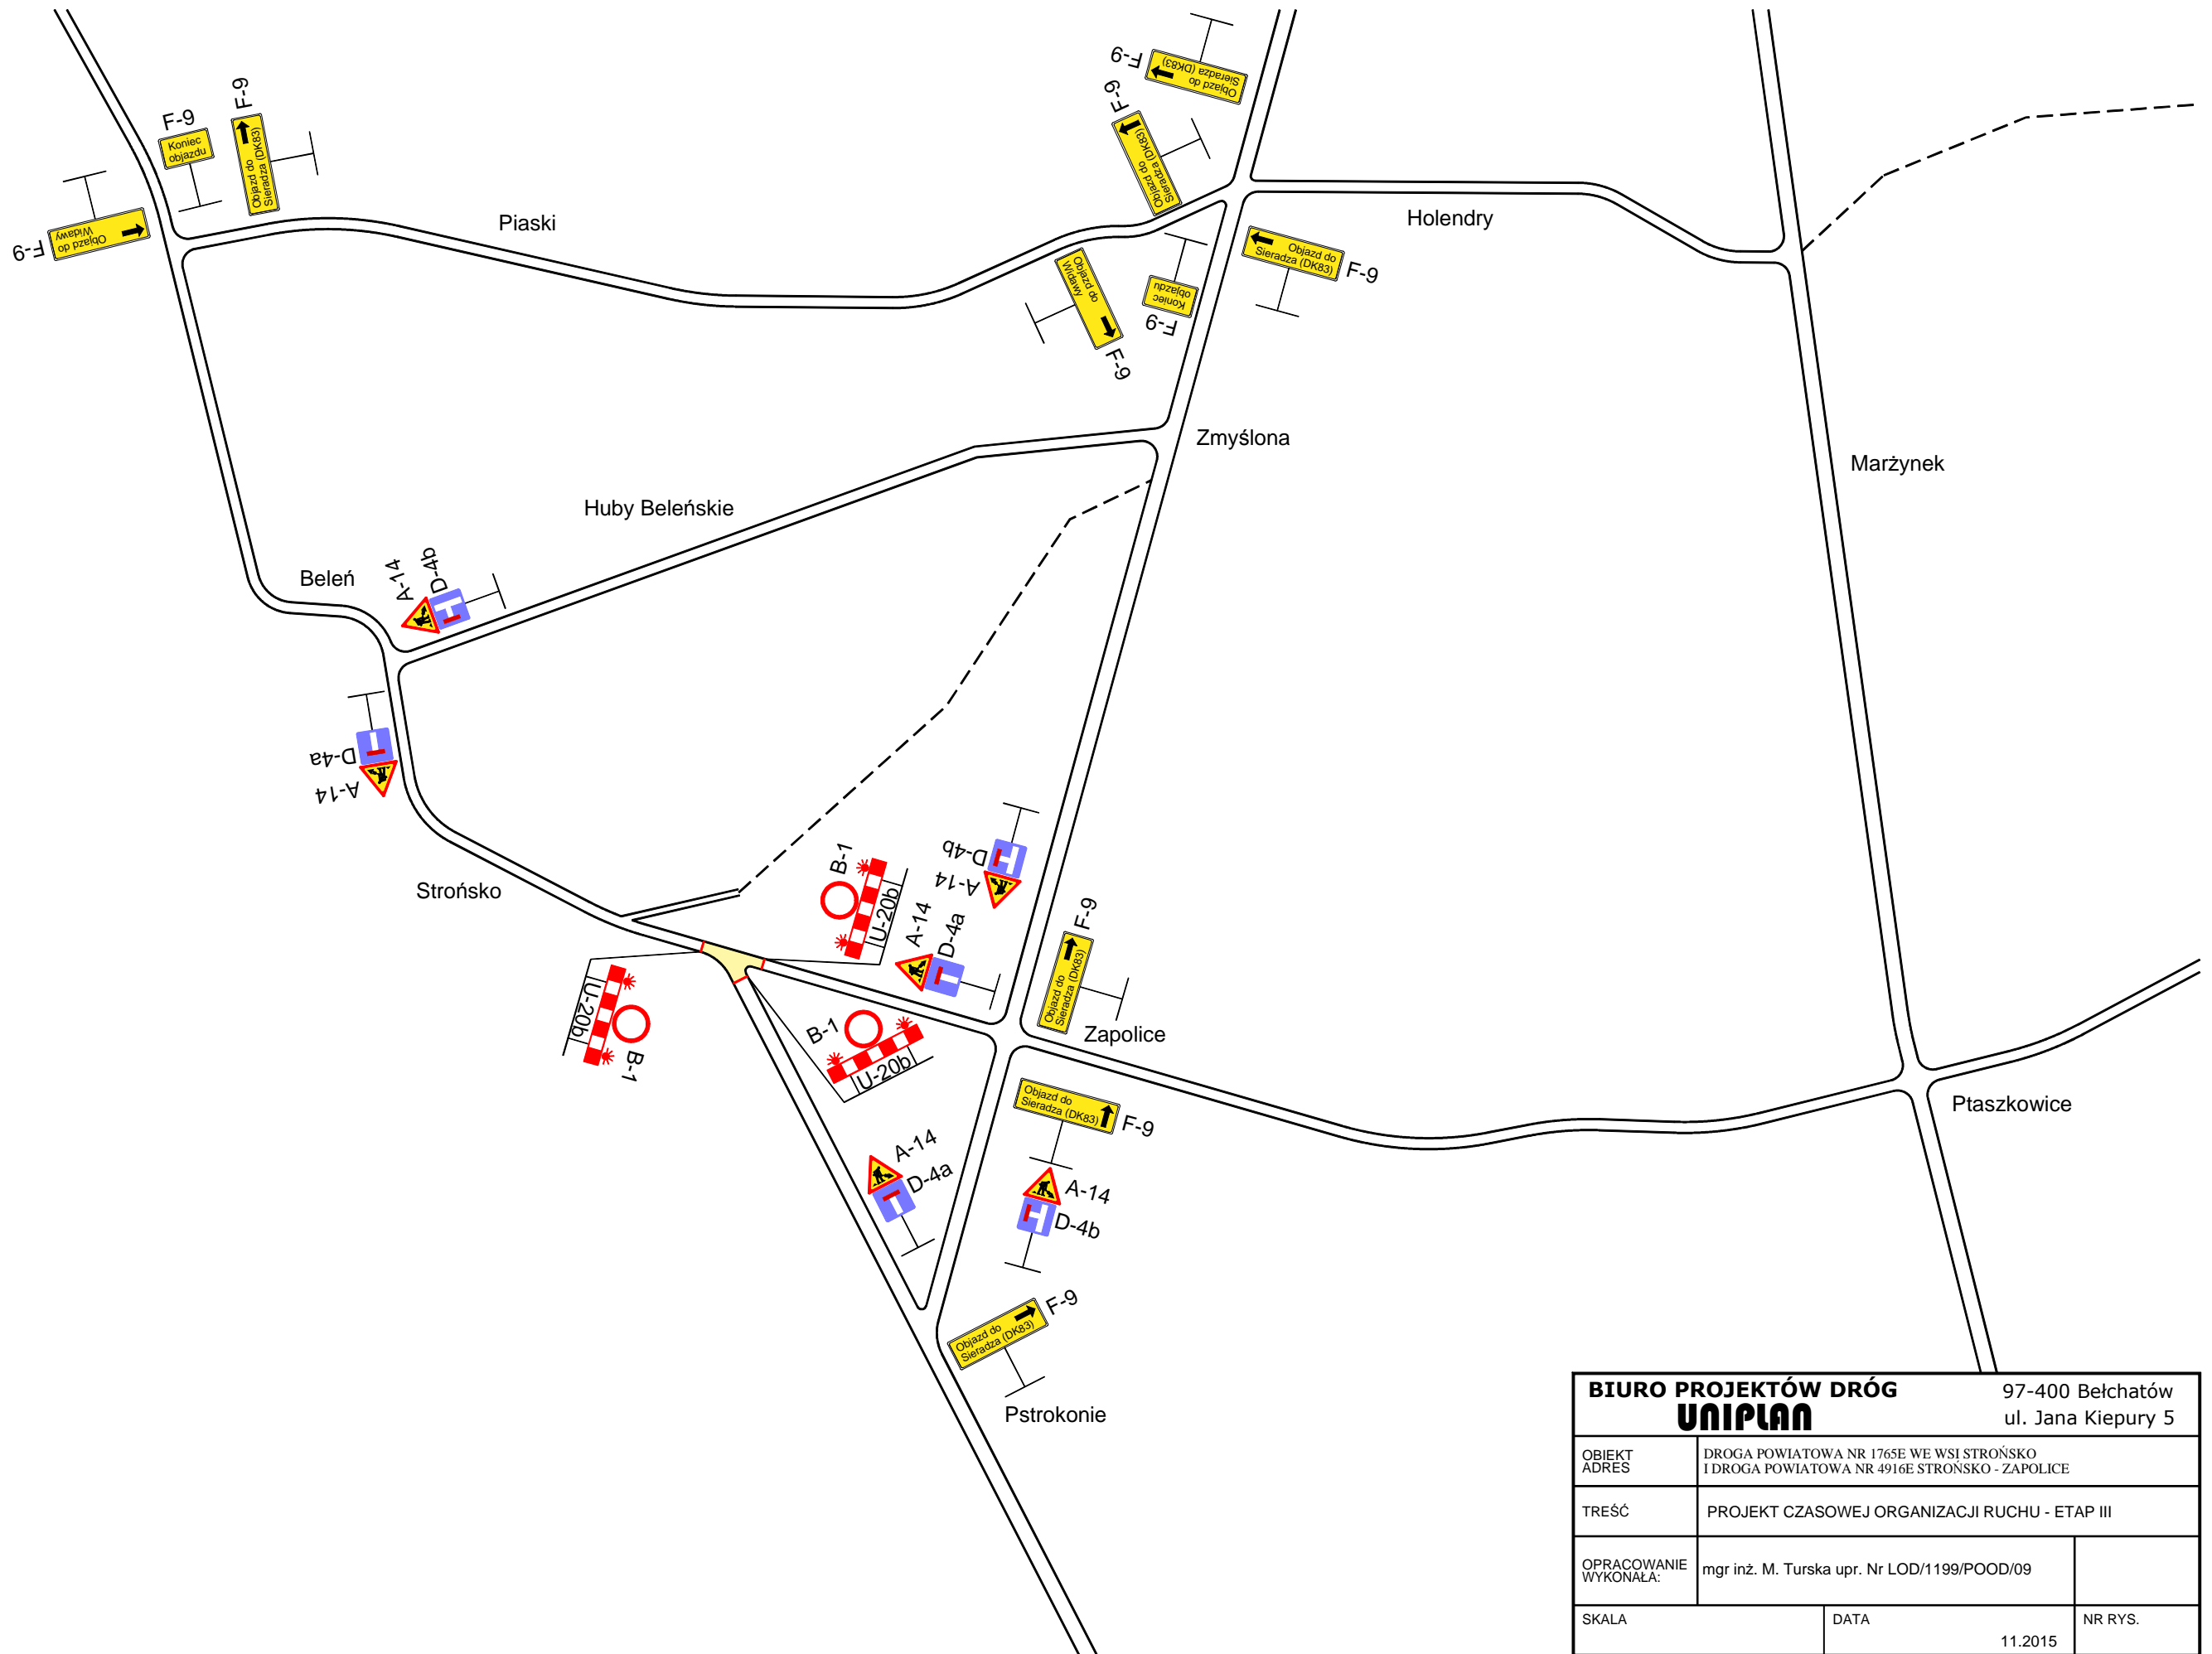 F-9
Objazd do
Sieradza (DK83)
F-9
Koniec
objazdu
F-9
Objazd do
Sieradza (DK83)
F-9
Objazd do
Widawy
F-9
Objazd do
Sieradza (DK83)
Piaski
Holendry
Objazd do
Sieradza (DK83)
F-9
Objazd do
Widawy
F-9
Koniec
objazdu
F-9
Zmyślona
Marżynek
Huby Beleńskie
Beleń
A-14
D-4b
D-4a
A-14
Strońsko
B-1
U-20b
D-4b
A-14
A-14
D-4a
F-9
Objazd do
Sieradza (DK83)
U-20b
B-1
B-1
U-20b
Zapolice
Objazd do
Sieradza (DK83)
F-9
Ptaszkowice
A-14
D-4a
A-14
D-4b
Objazd do
Sieradza (DK83)
F-9
Pstrokonie
BIURO PROJEKTÓW DRÓG
UNIPLAN
97-400 Bełchatów
ul. Jana Kiepury 5
OBIEKT
ADRES
DROGA POWIATOWA NR 1765E WE WSI STROŃSKO
I DROGA POWIATOWA NR 4916E STROŃSKO - ZAPOLICE
TREŚĆ
PROJEKT CZASOWEJ ORGANIZACJI RUCHU - ETAP III
OPRACOWANIE
WYKONAŁA:
mgr inż. M. Turska upr. Nr LOD/1199/POOD/09
SKALA
DATA
11.2015
NR RYS.